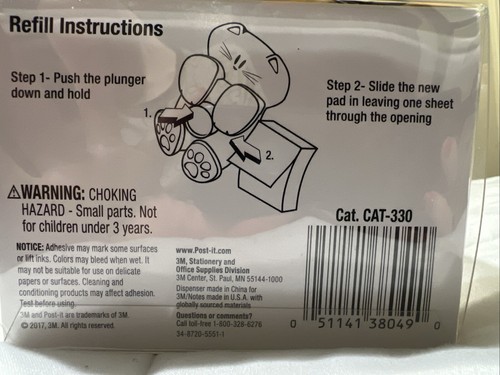 Refill Instructions
Step 1- Push the plunger
down and hold
1.
2.
Step 2- Slide the new
pad in leaving one sheet
through the opening
⚠WARNING: CHOKING
HAZARD - Small parts. Not
for children under 3 years.
NOTICE: Adhesive may mark some surfaces
or lift inks. Colors may bleed when wet. It
may not be suitable for use on delicate
papers or surfaces. Cleaning and
conditioning products may affect adhesion.
Test before using.
3M and Post-it are trademarks of 3M.
© 2017, 3M. All rights reserved.
www.Post-it.com
3M, Stationery and
Office Supplies Division
3M Center, St. Paul, MN 55144-1000
Dispenser made in China for
3M/Notes made in U.S.A. with
globally sourced materials.
Questions or comments?
Call toll-free 1-800-328-6276
34-8720-5551-1
Cat. CAT-330
0 51141 38049 0